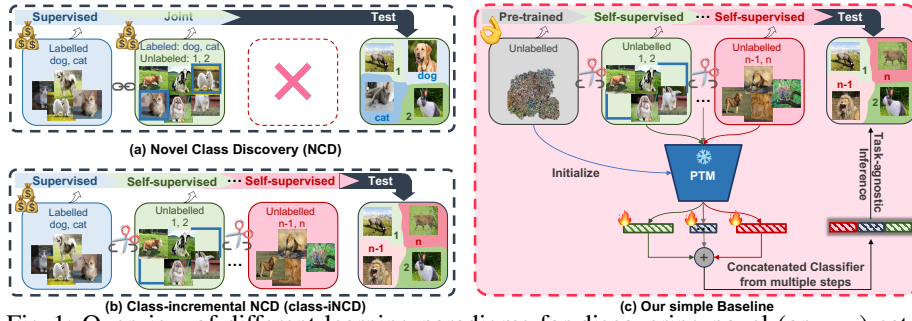 Supervised
Joint
Test
Labelled
dog, cat
Labeled: dog, cat
Unlabeled: 1, 2
1
dog
cat
2
(a) Novel Class Discovery (NCD)
Supervised
Self-supervised
... Self-supervised
Test
Labelled
dog, cat
Unlabelled
1, 2
Unlabelled
n-1, n
...
1
n
n-1
2
(b) Class-incremental NCD (class-iNCD)
Pre-trained
Self-supervised
... Self-supervised
Test
Unlabelled
Unlabelled
1, 2
Unlabelled
n-1, n
...
1
n
n-1
2
Initialize
PTM
Task-agnostic
Inference
+
Concatenated Classifier
from multiple steps
(c) Our simple Baseline